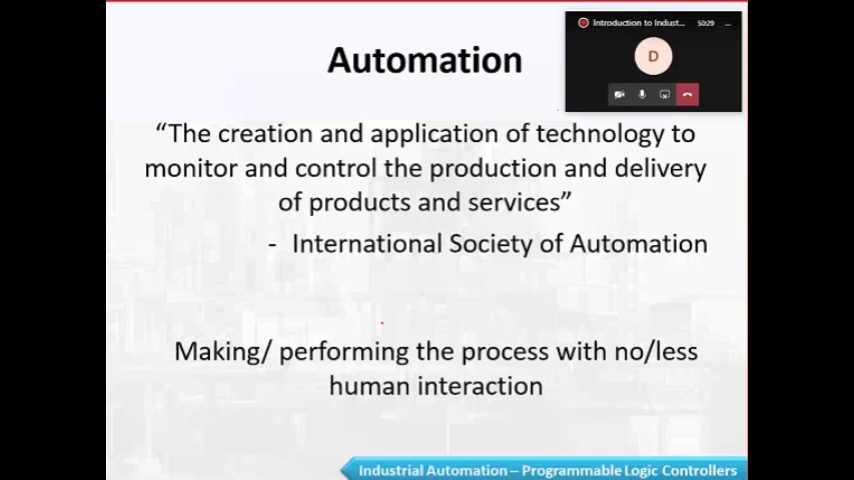 Introduction to Indust... 50:29 ...
D
Automation
“The creation and application of technology to
monitor and control the production and delivery
of products and services”
- International Society of Automation
Making/ performing the process with no/less
human interaction
Industrial Automation – Programmable Logic Controllers